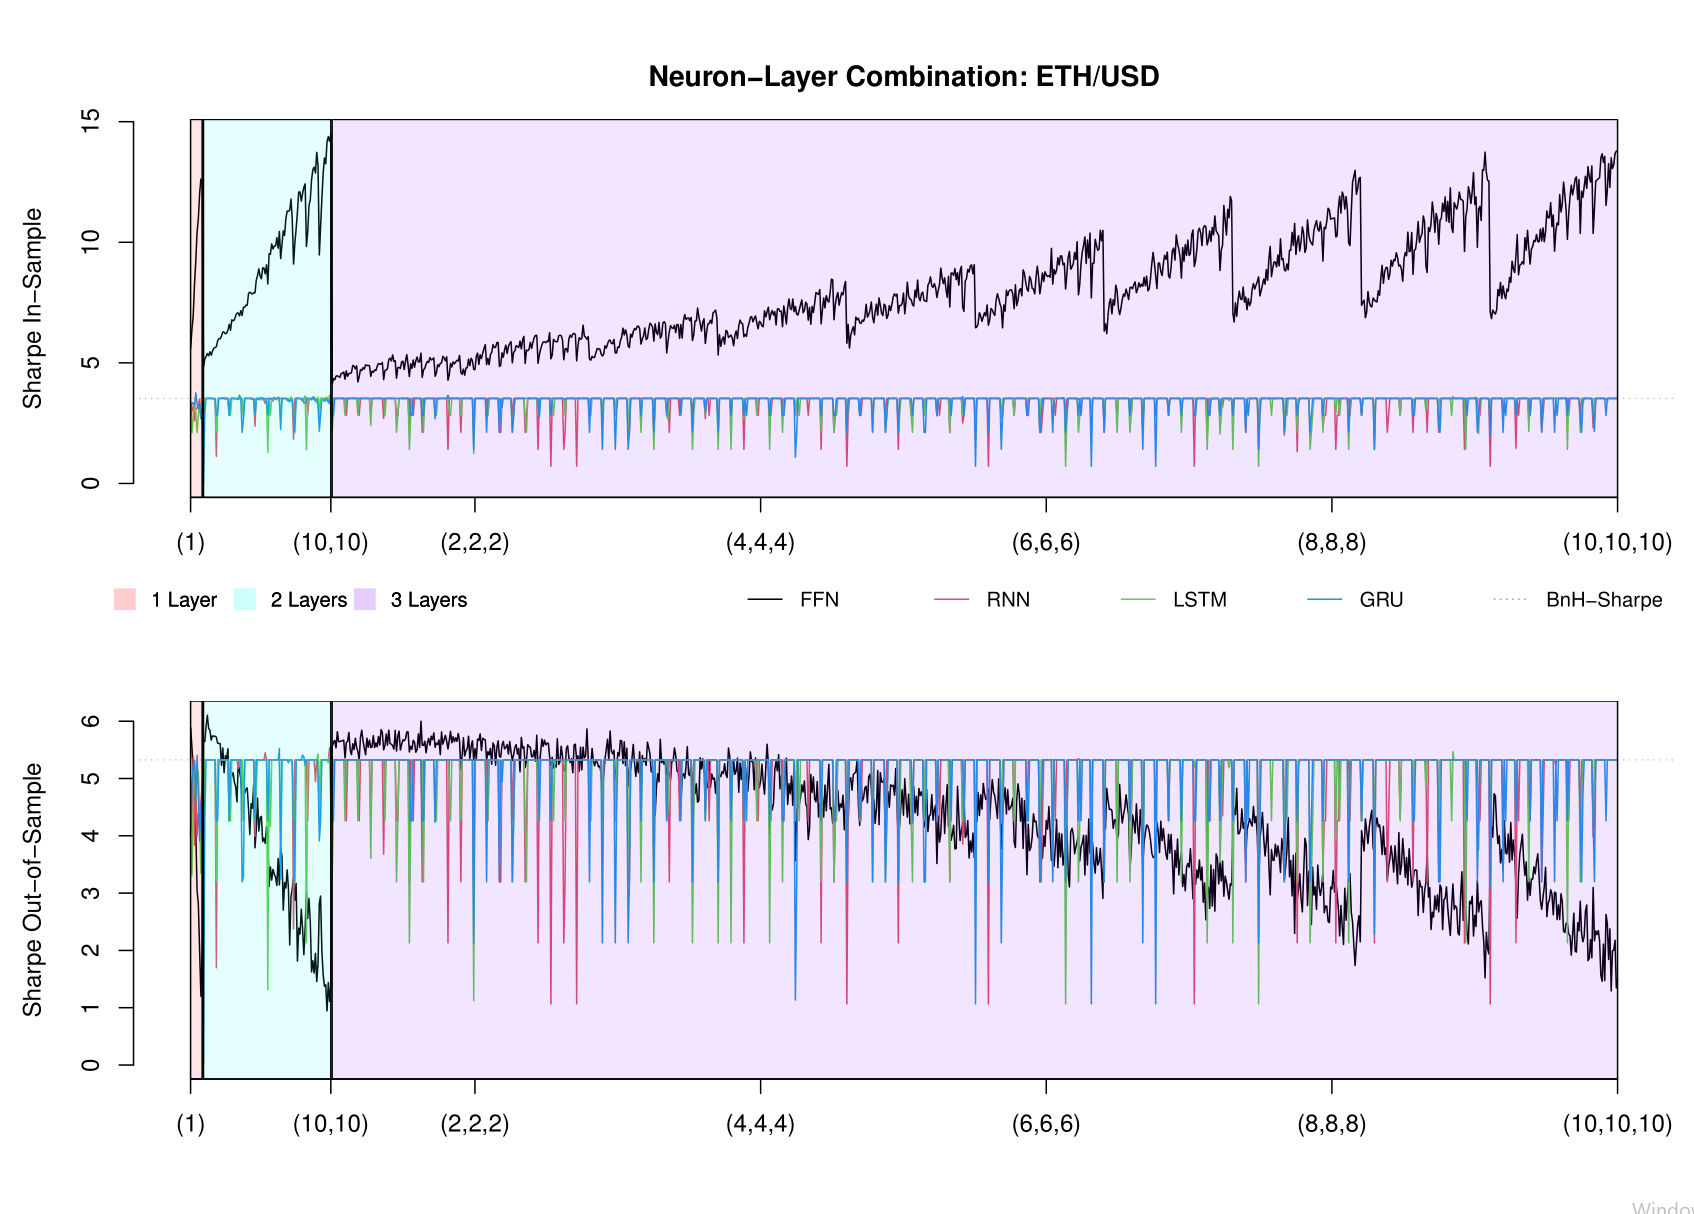 Neuron−Layer Combination: ETH/USD
Sharpe In−Sample
15
10
5
0
(1) (10,10) (2,2,2) (4,4,4) (6,6,6) (8,8,8) (10,10,10)
1 Layer 2 Layers 3 Layers FFN RNN LSTM GRU BnH−Sharpe
Sharpe Out−of−Sample
6
5
4
3
2
1
0
(1) (10,10) (2,2,2) (4,4,4) (6,6,6) (8,8,8) (10,10,10)
Window